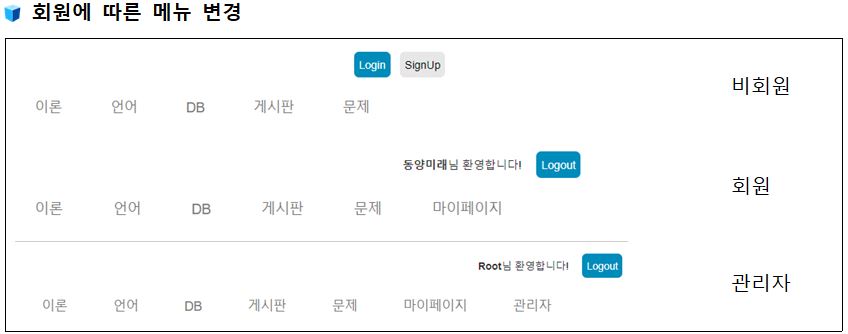 회원에 따른 메뉴 변경
Login SignUp
비회원
이론 언어 DB 게시판 문제
동양미래님 환영합니다! Logout
회원
이론 언어 DB 게시판 문제 마이페이지
Root님 환영합니다! Logout
관리자
이론 언어 DB 게시판 문제 마이페이지 관리자